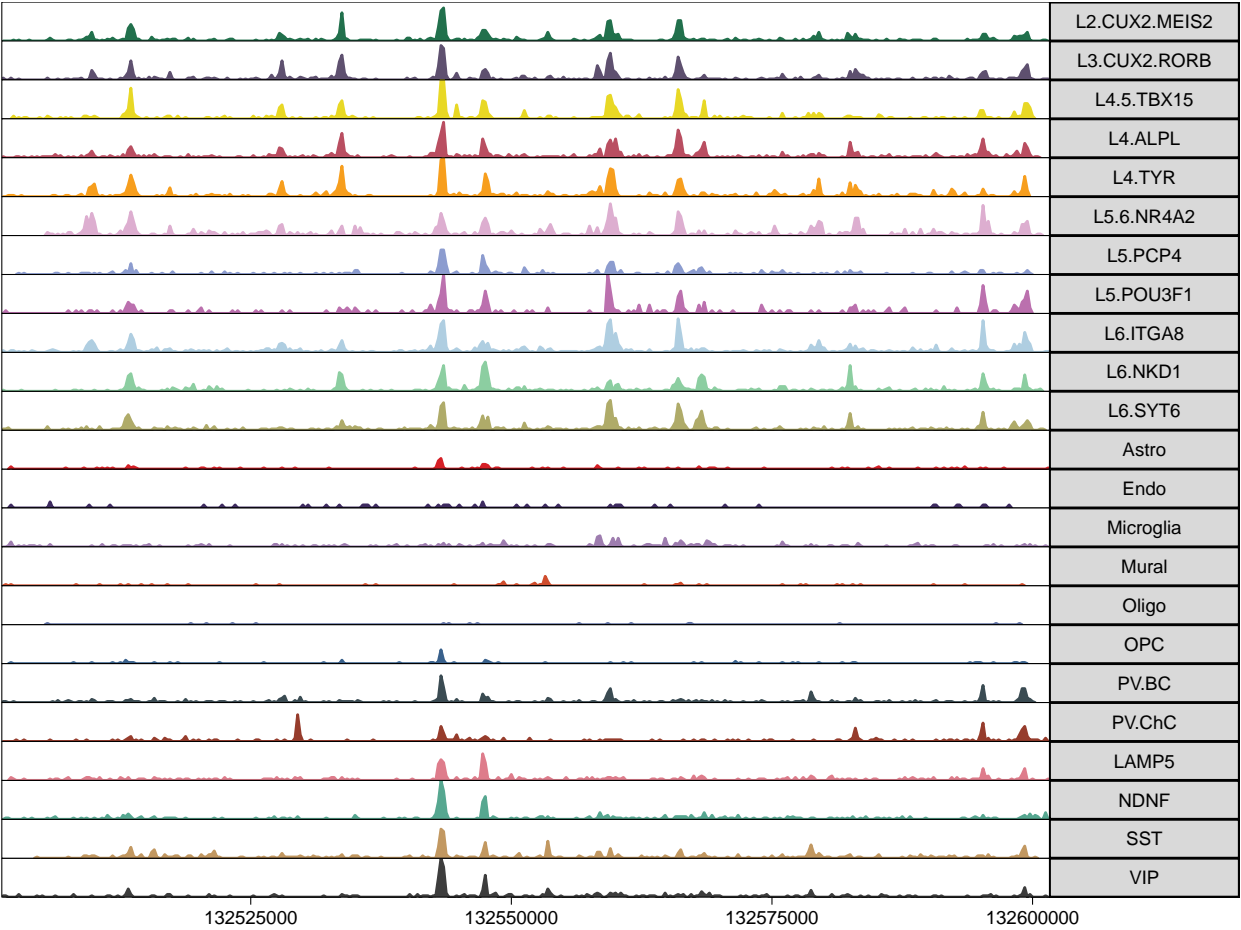 L2.CUX2.MEIS2
L3.CUX2.RORB
L4.5.TBX15
L4.ALPL
L4.TYR
L5.6.NR4A2
L5.PCP4
L5.POU3F1
L6.ITGA8
L6.NKD1
L6.SYT6
Astro
Endo
Microglia
Mural
Oligo
OPC
PV.BC
PV.ChC
LAMP5
NDNF
SST
VIP
132525000 132550000 132575000 132600000